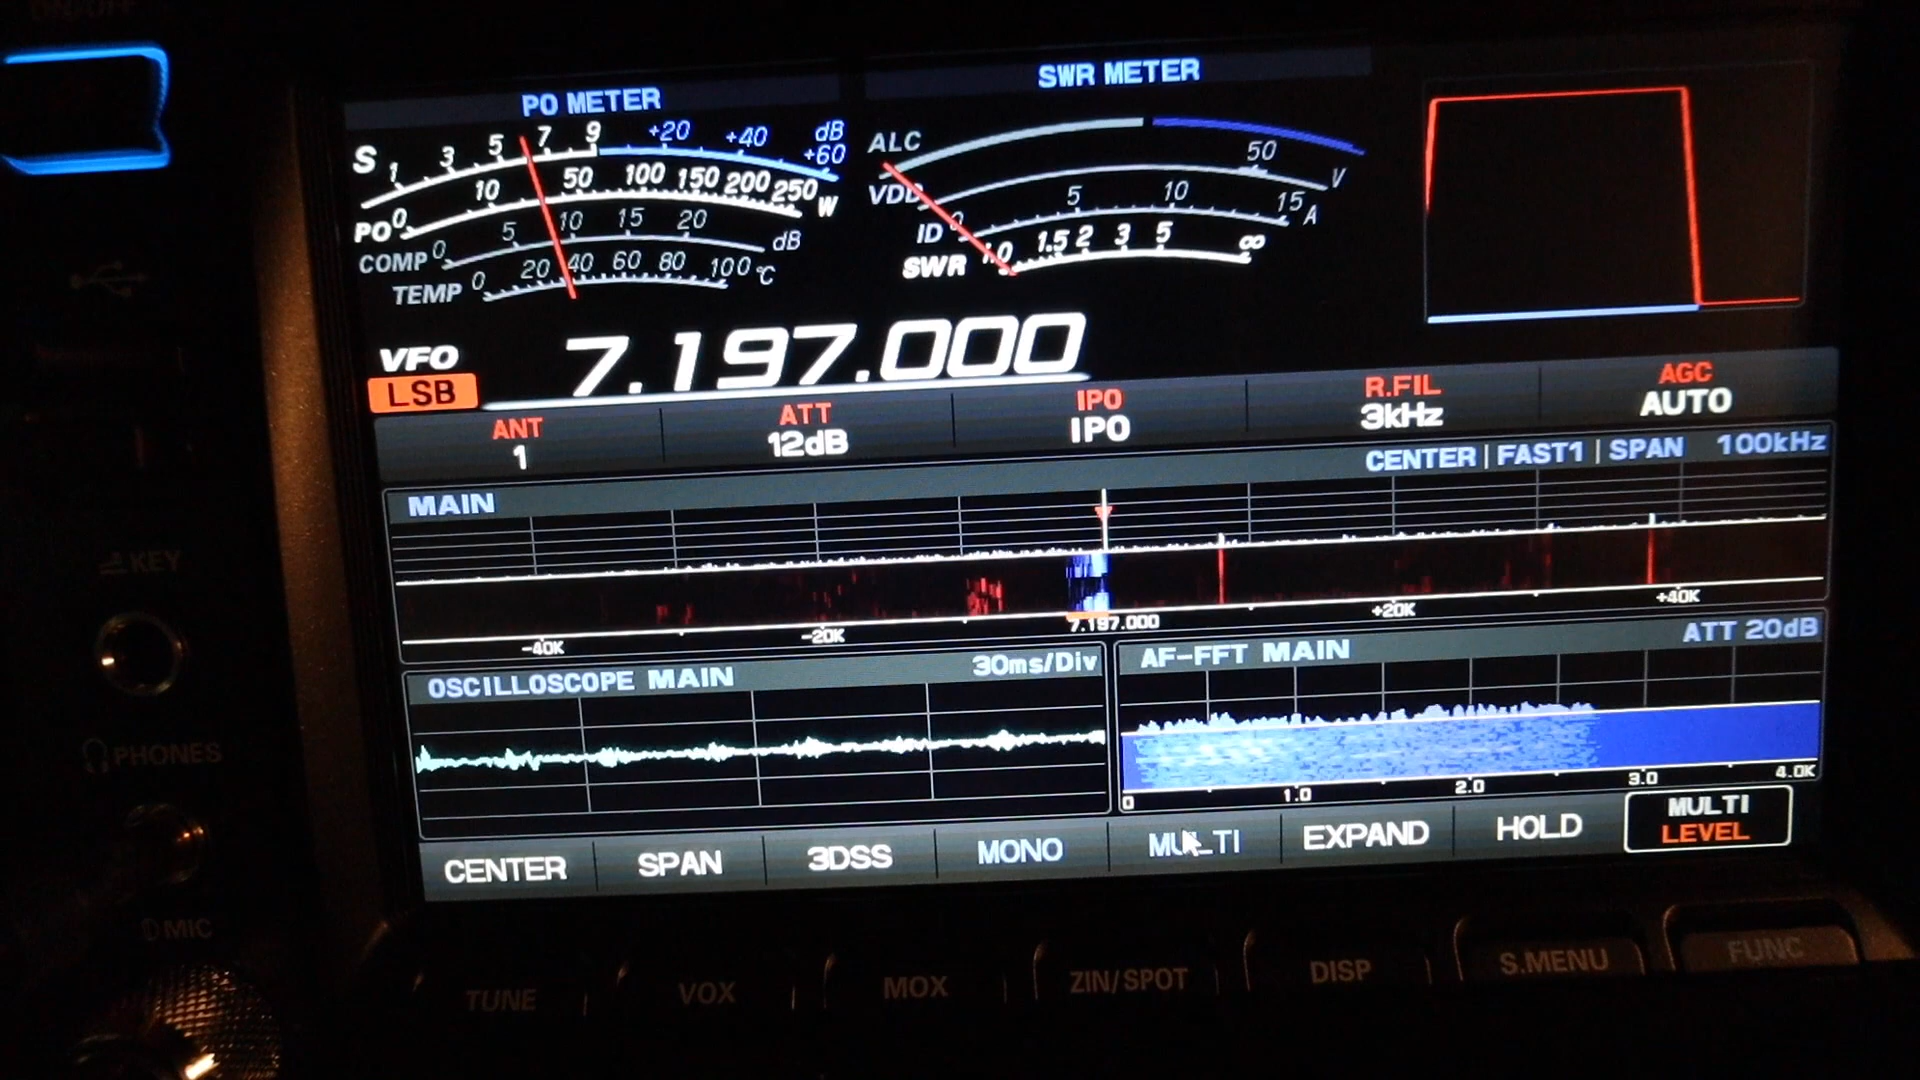 PO METER
S 1 3 5 7 9 +20 +40 +60 dB
PO 0 10 50 100 150 200 250 W
COMP 0 5 10 15 20 dB
TEMP 0 20 40 60 80 100 °C
SWR METER
ALC
VDD 50 V
ID 0 5 10 15 A
SWR 1.0 1.5 2 3 5 ∞
VFO
LSB
7.197.000
ANT
1
ATT
12dB
IPO
IPO
R.FIL
3kHz
AGC
AUTO
MAIN
CENTER | FAST1 | SPAN 100kHz
-40K -20K 7.197.000 +20K +40K
OSCILLOSCOPE MAIN 30ms/Div
AF-FFT MAIN ATT 20dB
0 1.0 2.0 3.0 4.0K
CENTER SPAN 3DSS MONO MULTI EXPAND HOLD
MULTI
LEVEL
KEY
PHONES
MIC
TUNE VOX MOX ZIN/SPOT DISP S.MENU FUNC